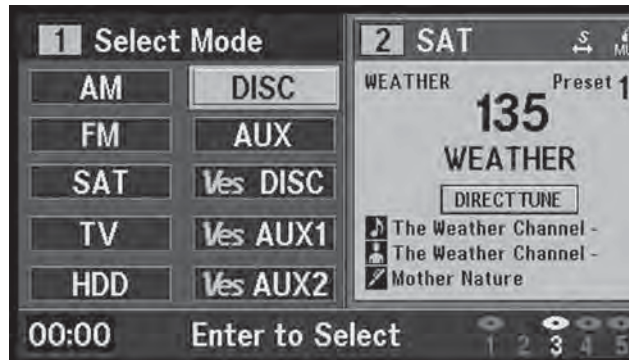 1 Select Mode
AM DISC
FM AUX
SAT Ves DISC
TV Ves AUX1
HDD Ves AUX2
00:00 Enter to Select
2 SAT S
WEATHER Preset 1
135
WEATHER
DIRECT TUNE
The Weather Channel -
The Weather Channel -
Mother Nature
1 2 3 4 5